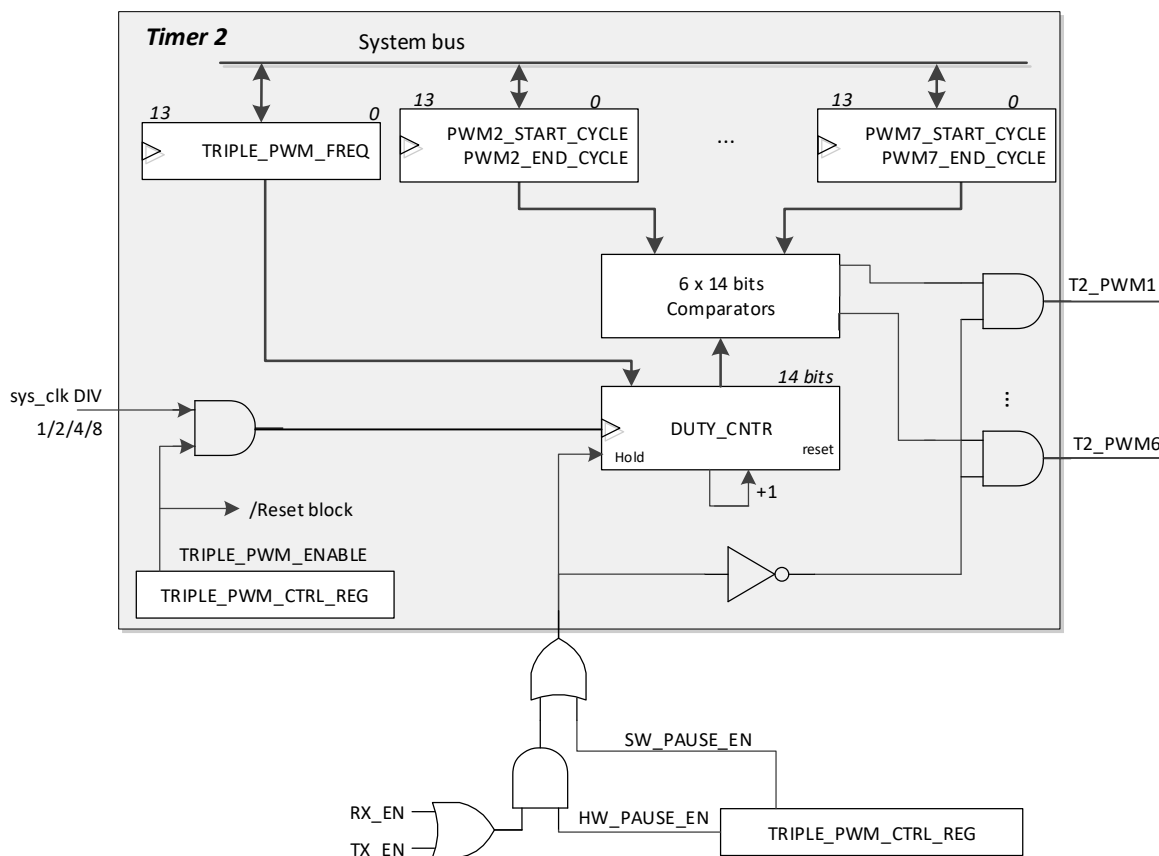 Timer 2
System bus
13
0
TRIPLE_PWM_FREQ
13
0
PWM2_START_CYCLE
PWM2_END_CYCLE
...
13
0
PWM7_START_CYCLE
PWM7_END_CYCLE
6 x 14 bits
Comparators
T2_PWM1
...
T2_PWM6
14 bits
DUTY_CNTR
Hold
reset
+1
sys_clk DIV
1/2/4/8
/Reset block
TRIPLE_PWM_ENABLE
TRIPLE_PWM_CTRL_REG
SW_PAUSE_EN
RX_EN
TX_EN
HW_PAUSE_EN
TRIPLE_PWM_CTRL_REG